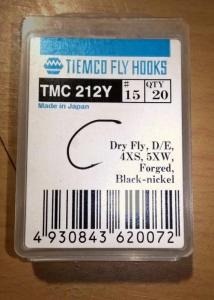 TIEMCO FLY HOOKS
TMC 212Y # 15 QTY 20
Made in Japan
Dry Fly, D/E,
4XS, 5XW,
Forged,
Black-nickel
4 930843 620072